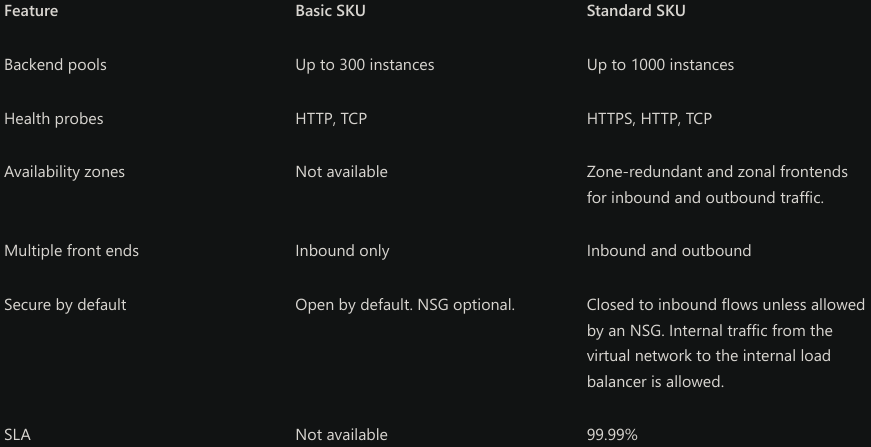 Feature Basic SKU Standard SKU
Backend pools Up to 300 instances Up to 1000 instances
Health probes HTTP, TCP HTTPS, HTTP, TCP
Availability zones Not available Zone-redundant and zonal frontends
for inbound and outbound traffic.
Multiple front ends Inbound only Inbound and outbound
Secure by default Open by default. NSG optional. Closed to inbound flows unless allowed
by an NSG. Internal traffic from the
virtual network to the internal load
balancer is allowed.
SLA Not available 99.99%